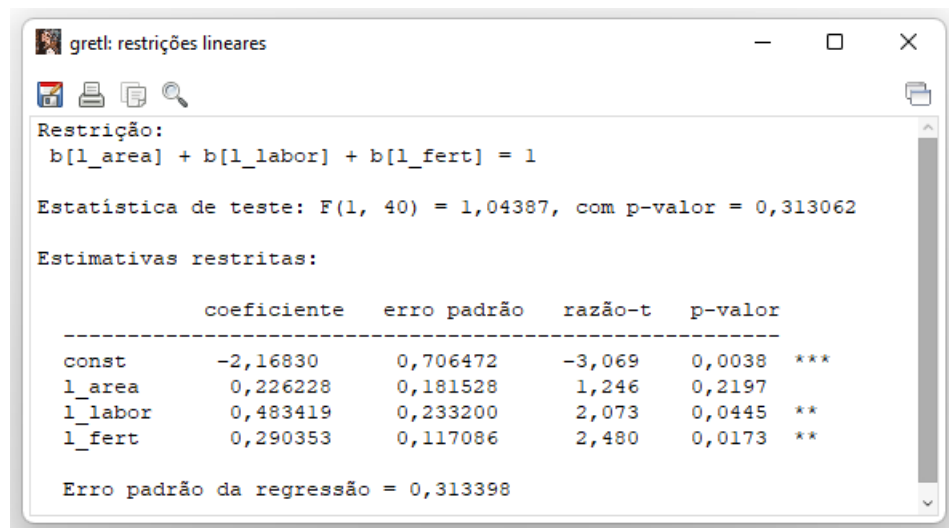 gretl: restrições lineares
Restrição:
b[l_area] + b[l_labor] + b[l_fert] = 1
Estatística de teste: F(1, 40) = 1,04387, com p-valor = 0,313062
Estimativas restritas:
coeficiente erro padrão razão-t p-valor
---------------------------------------------------------
const -2,16830 0,706472 -3,069 0,0038 ***
l_area 0,226228 0,181528 1,246 0,2197
l_labor 0,483419 0,233200 2,073 0,0445 **
l_fert 0,290353 0,117086 2,480 0,0173 **
Erro padrão da regressão = 0,313398